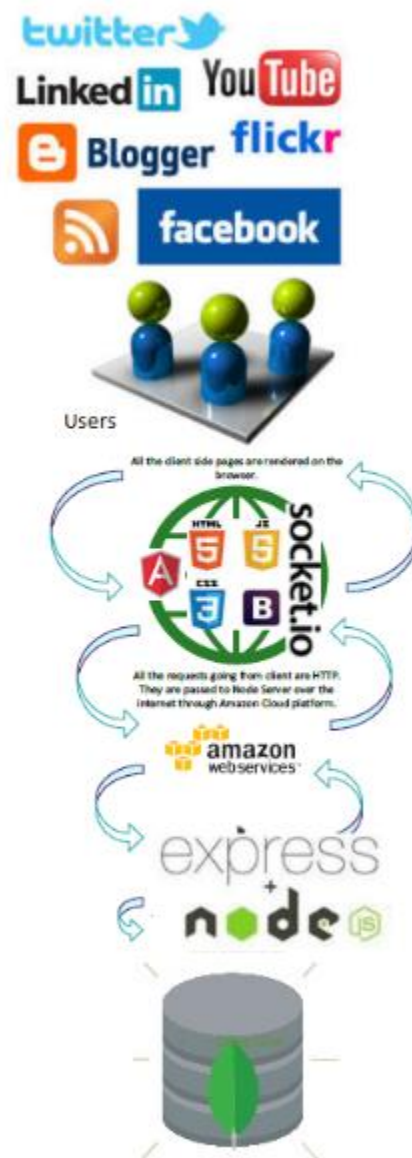 twitter
Linked in YouTube
Blogger flickr
facebook
Users
All the client side pages are rendered on the
browser.
HTML JS
5 5
A
CSS
3 B
socket.io
All the requests going from client are HTTP.
They are passed to Node Server over the
internet through Amazon Cloud platform.
amazon
webservices™
express
+
node JS